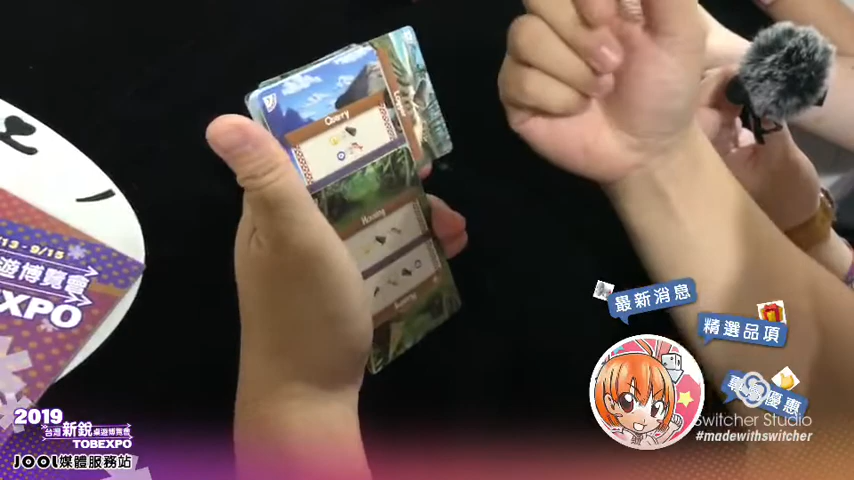 Quarry
Housing
/13 - 9/15
遊博覽會
EXPO
最新消息
精選品項
優惠
Switcher Studio
#madewithswitcher
2019
台灣新銳桌遊博覽會
TOBEXPO
JOOL媒體服務站